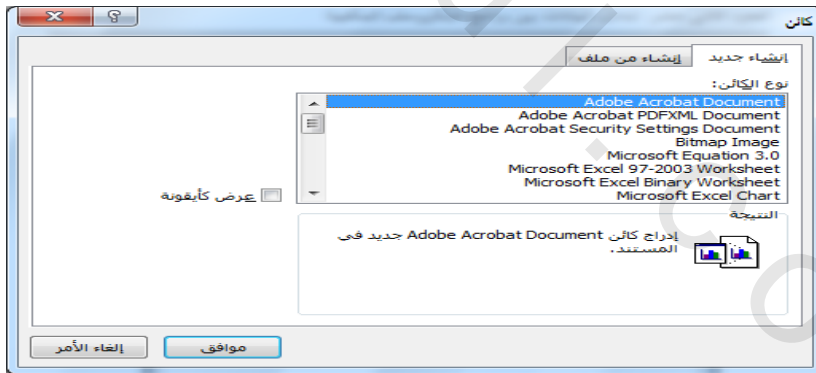 كائن
إنشاء جديد
إنشاء من ملف
نوع الكائن:
Adobe Acrobat Document
Adobe Acrobat PDFXML Document
Adobe Acrobat Security Settings Document
Bitmap Image
Microsoft Equation 3.0
Microsoft Excel 97-2003 Worksheet
Microsoft Excel Binary Worksheet
Microsoft Excel Chart
عرض كأيقونة
النتيجة
إدراج كائن Adobe Acrobat Document جديد في
المستند.
موافق
إلغاء الأمر